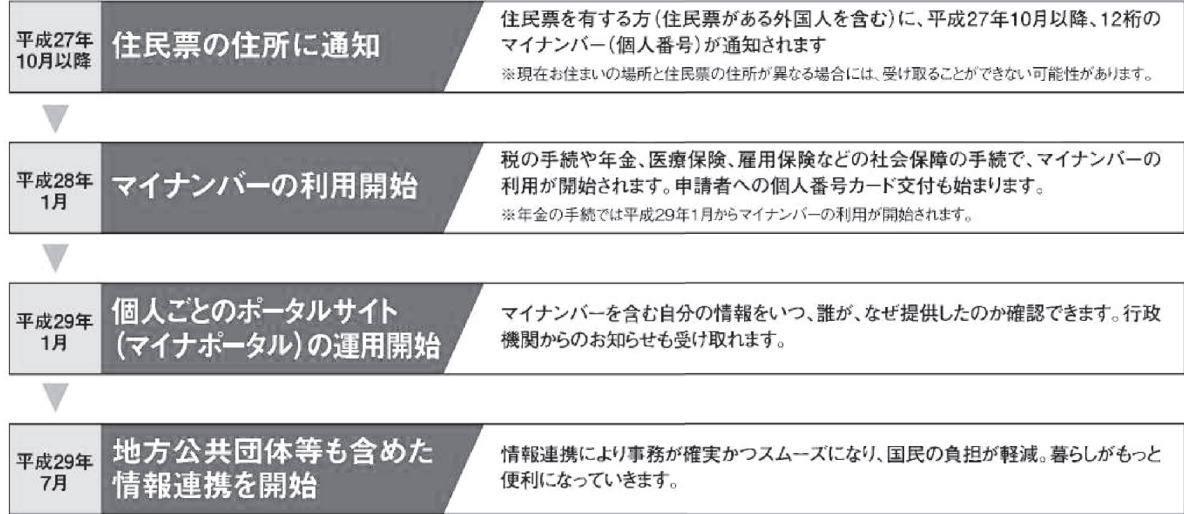 平成27年
10月以降
住民票の住所に通知
住民票を有する方(住民票がある外国人を含む)に、平成27年10月以降、12桁の
マイナンバー(個人番号)が通知されます
※現在お住まいの場所と住民票の住所が異なる場合には、受け取ることができない可能性があります。
平成28年
1月
マイナンバーの利用開始
税の手続や年金、医療保険、雇用保険などの社会保障の手続で、マイナンバーの
利用が開始されます。申請者への個人番号カード交付も始まります。
※年金の手続では平成29年1月からマイナンバーの利用が開始されます。
平成29年
1月
個人ごとのポータルサイト
(マイナポータル)の運用開始
マイナンバーを含む自分の情報をいつ、誰が、なぜ提供したのか確認できます。行政
機関からのお知らせも受け取れます。
平成29年
7月
地方公共団体等も含めた
情報連携を開始
情報連携により事務が確実かつスムーズになり、国民の負担が軽減。暮らしがもっと
便利になっていきます。